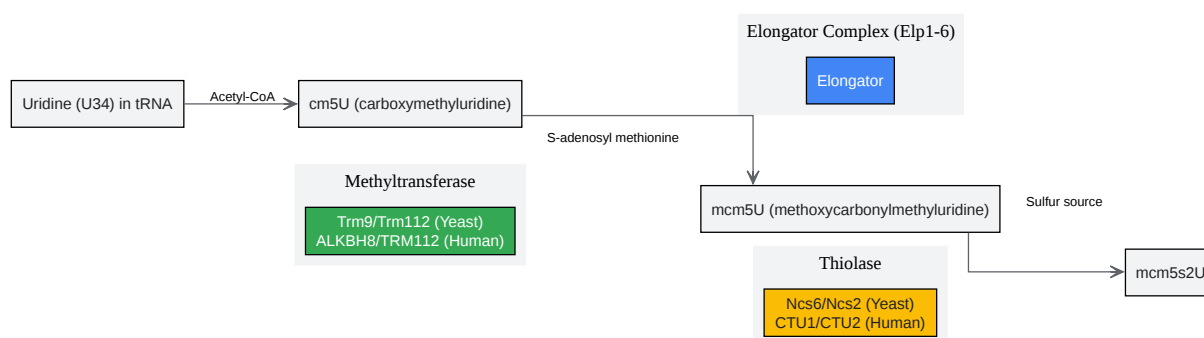 Elongator Complex (Elp1-6)
Elongator
Uridine (U34) in tRNA
Acetyl-CoA
cm5U (carboxymethyluridine)
S-adenosyl methionine
Methyltransferase
Trm9/Trm112 (Yeast)
ALKBH8/TRM112 (Human)
mcm5U (methoxycarbonylmethyluridine)
Sulfur source
Thiolase
Ncs6/Ncs2 (Yeast)
CTU1/CTU2 (Human)
mcm5s2U